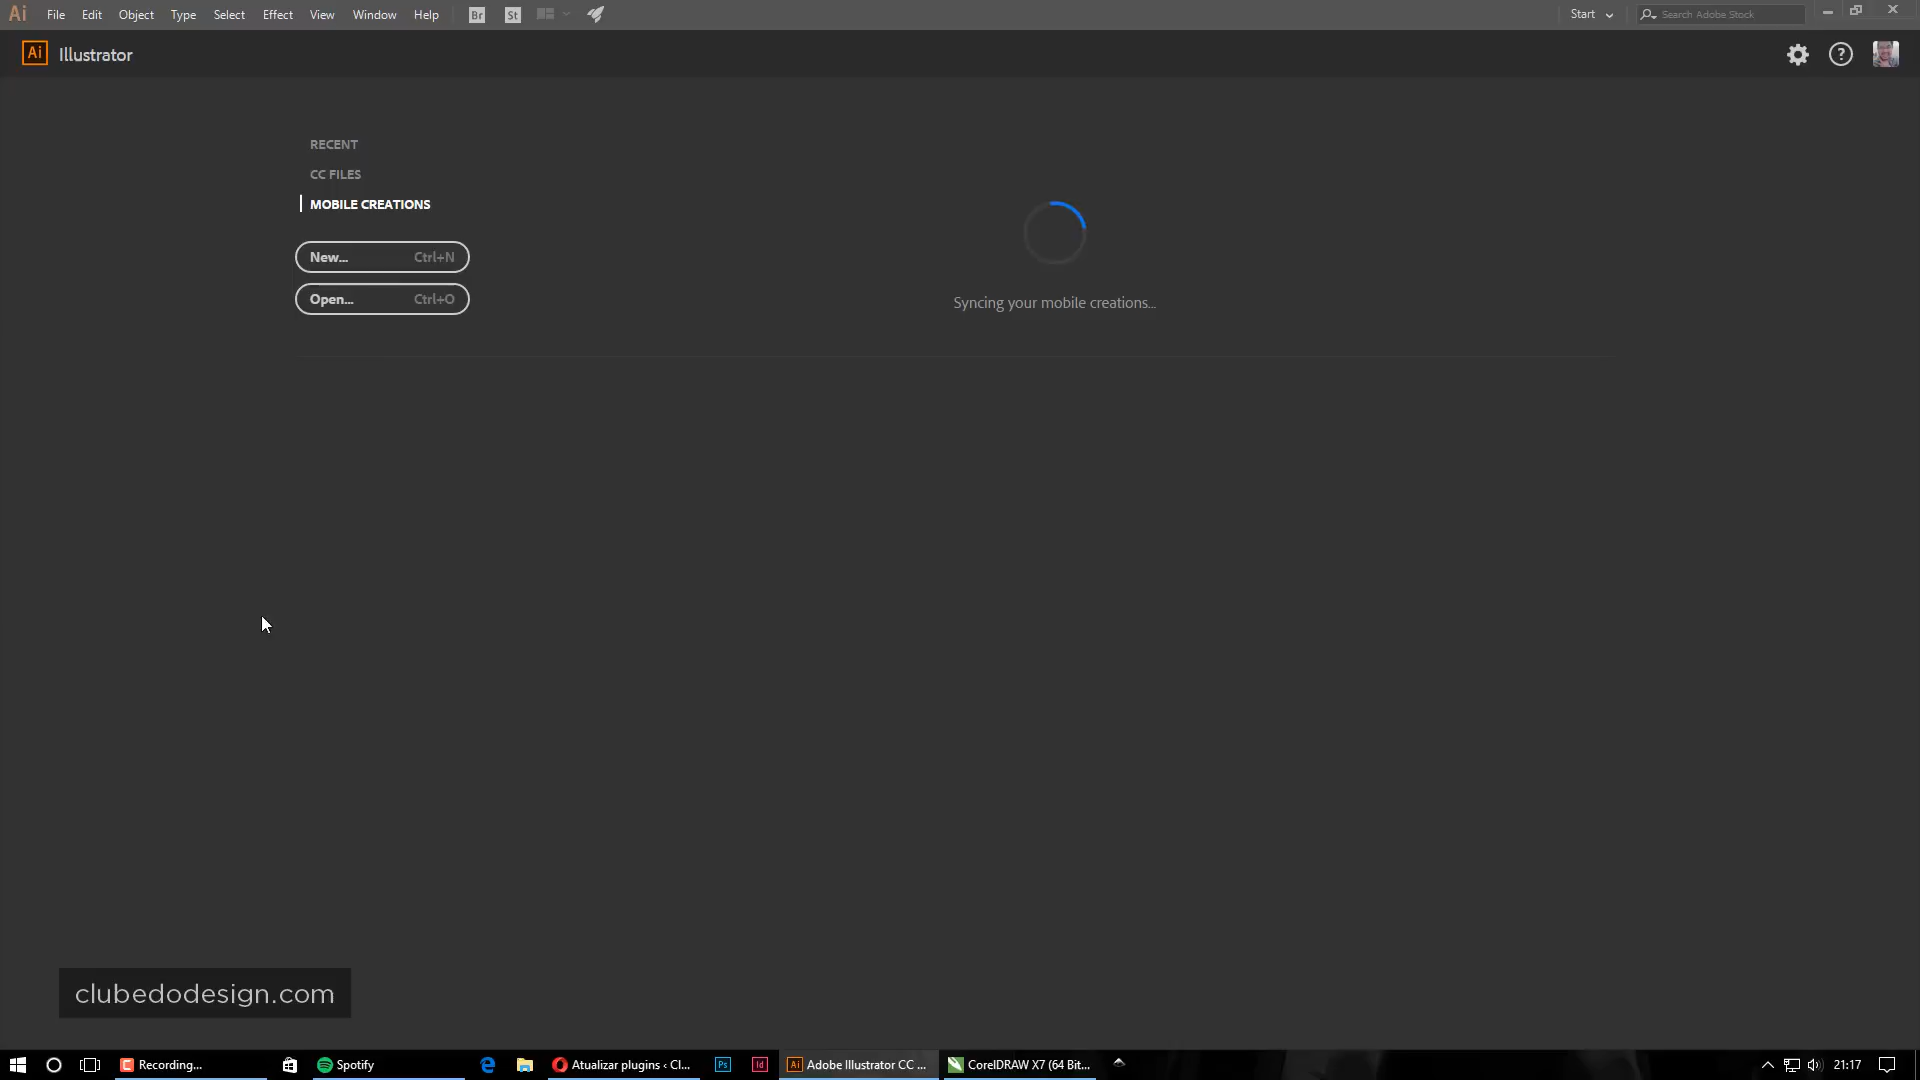 Ai File Edit Object Type Select Effect View Window Help Br St Start Search Adobe Stock
Ai Illustrator
RECENT
CC FILES
MOBILE CREATIONS
New... Ctrl+N
Open... Ctrl+O
Syncing your mobile creations...
clubedodesign.com
Recording... Spotify Atualizar plugins ‹ Cl... Ps Id Ai Adobe Illustrator CC ... CorelDRAW X7 (64 Bit... 21:17